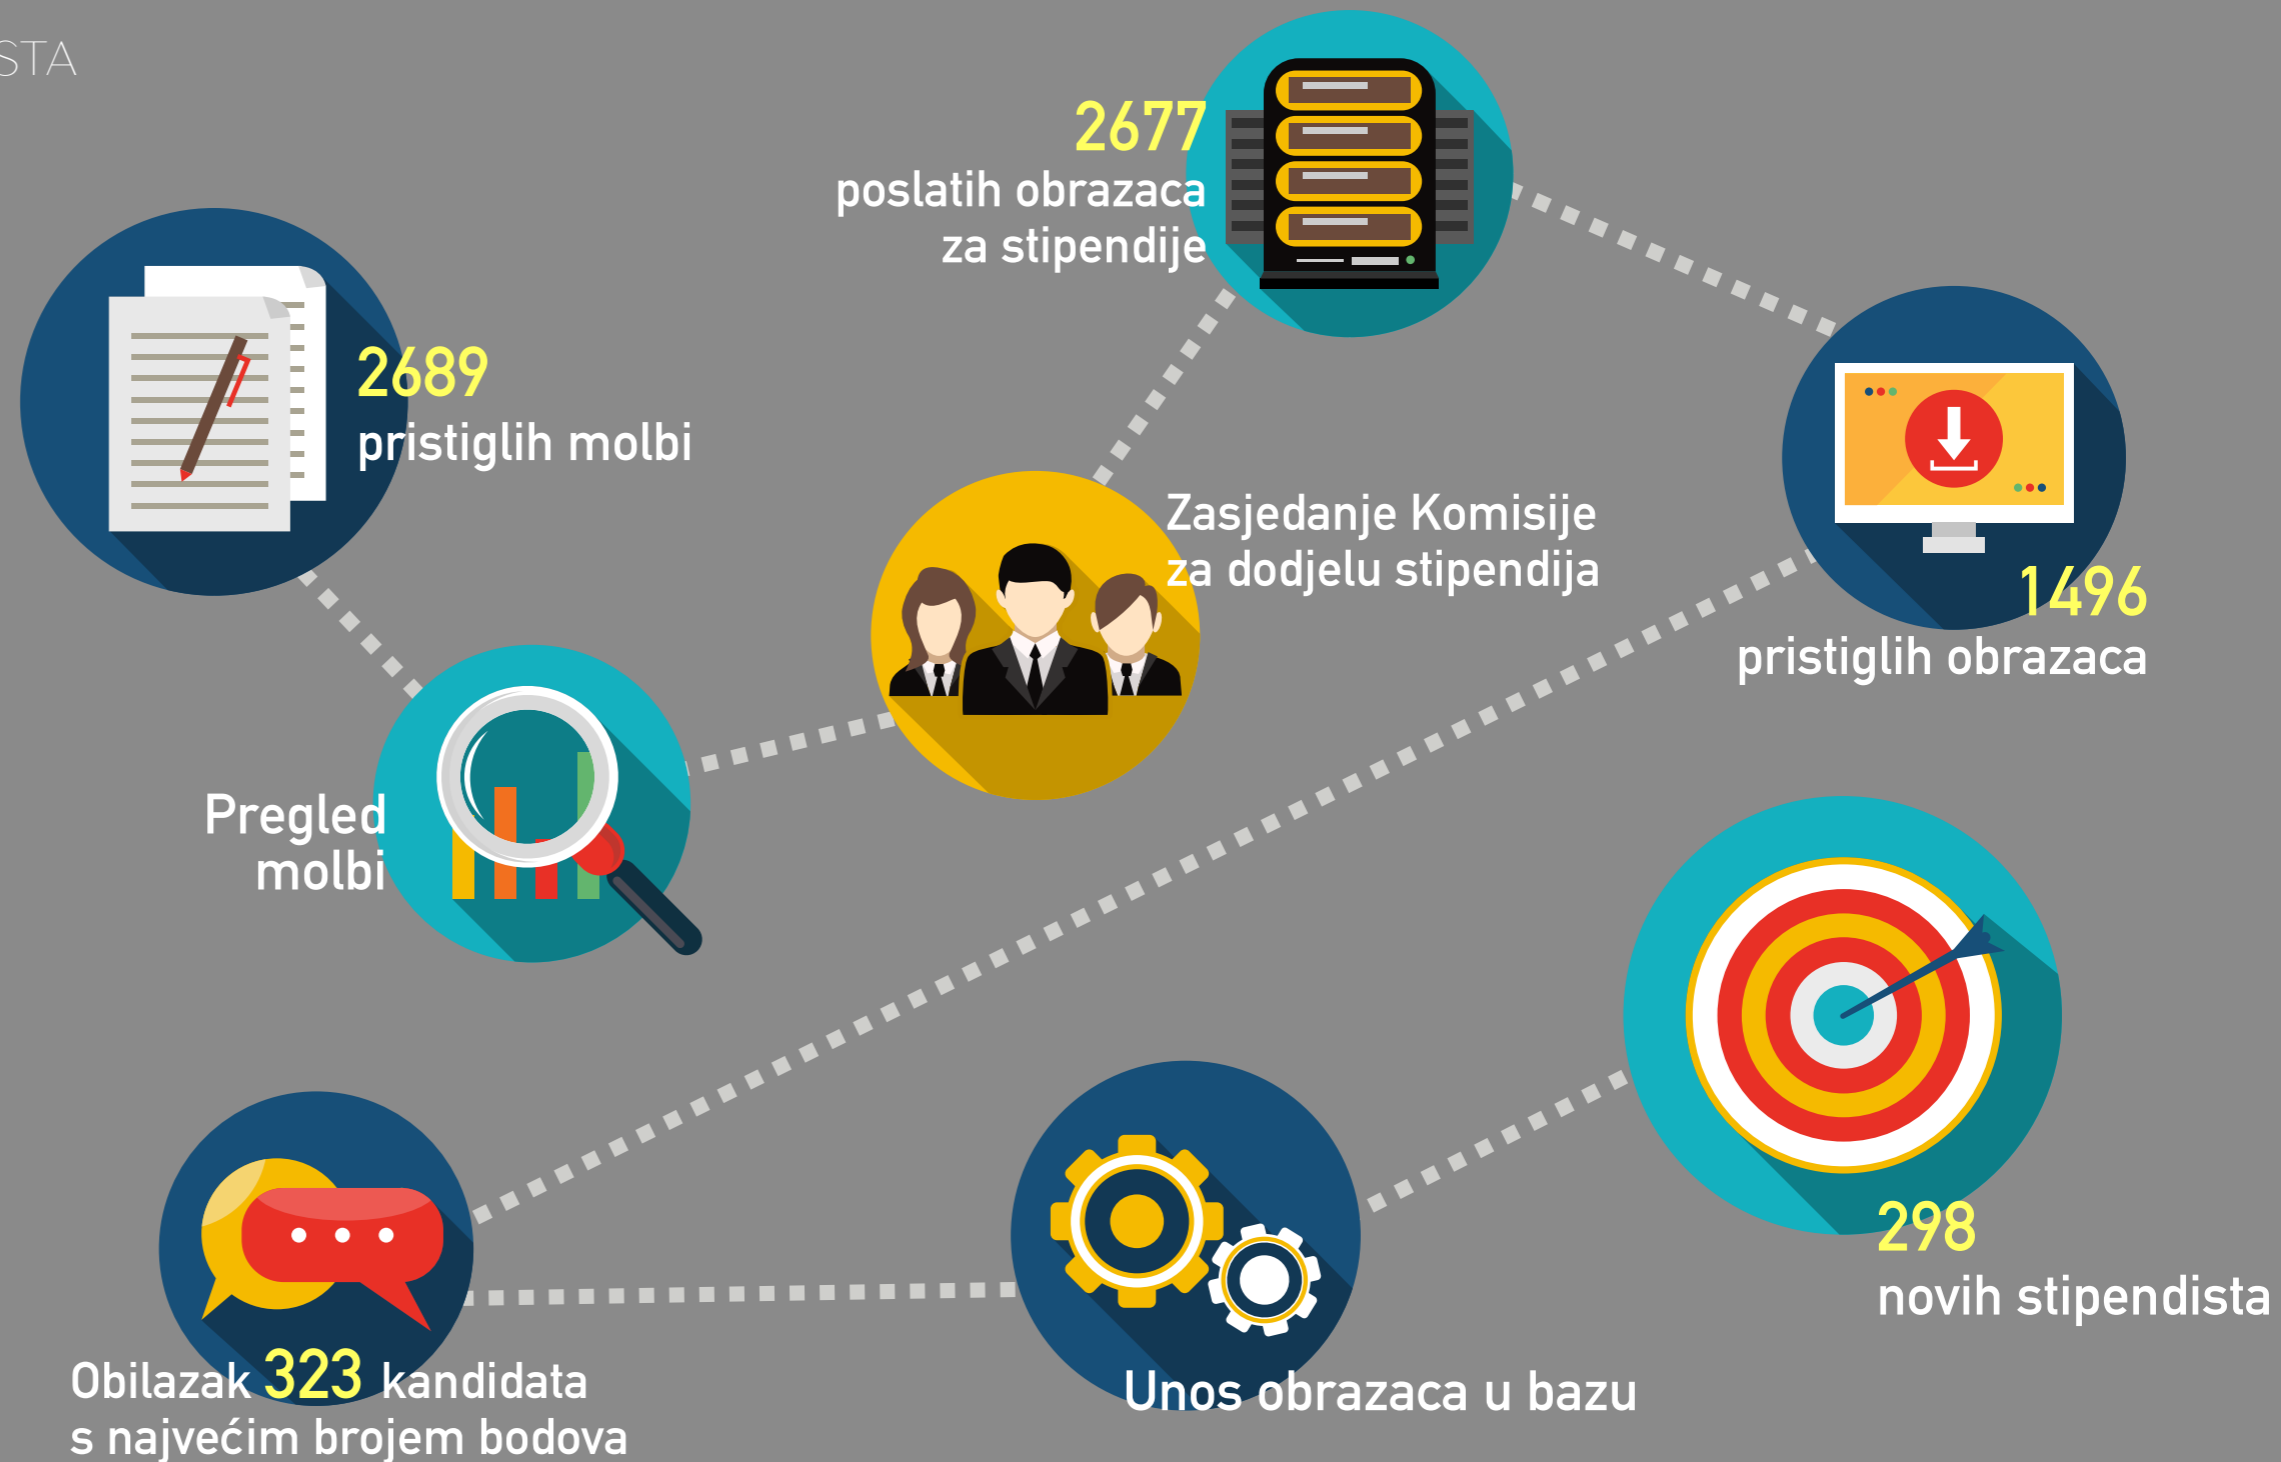 STA
2689
pristiglih molbi
Pregled
molbi
Zasjedanje Komisije
za dodjelu stipendija
2677
poslatih obrazaca
za stipendije
1496
pristiglih obrazaca
Obilazak 323 kandidata
s najvećim brojem bodova
Unos obrazaca u bazu
298
novih stipendista